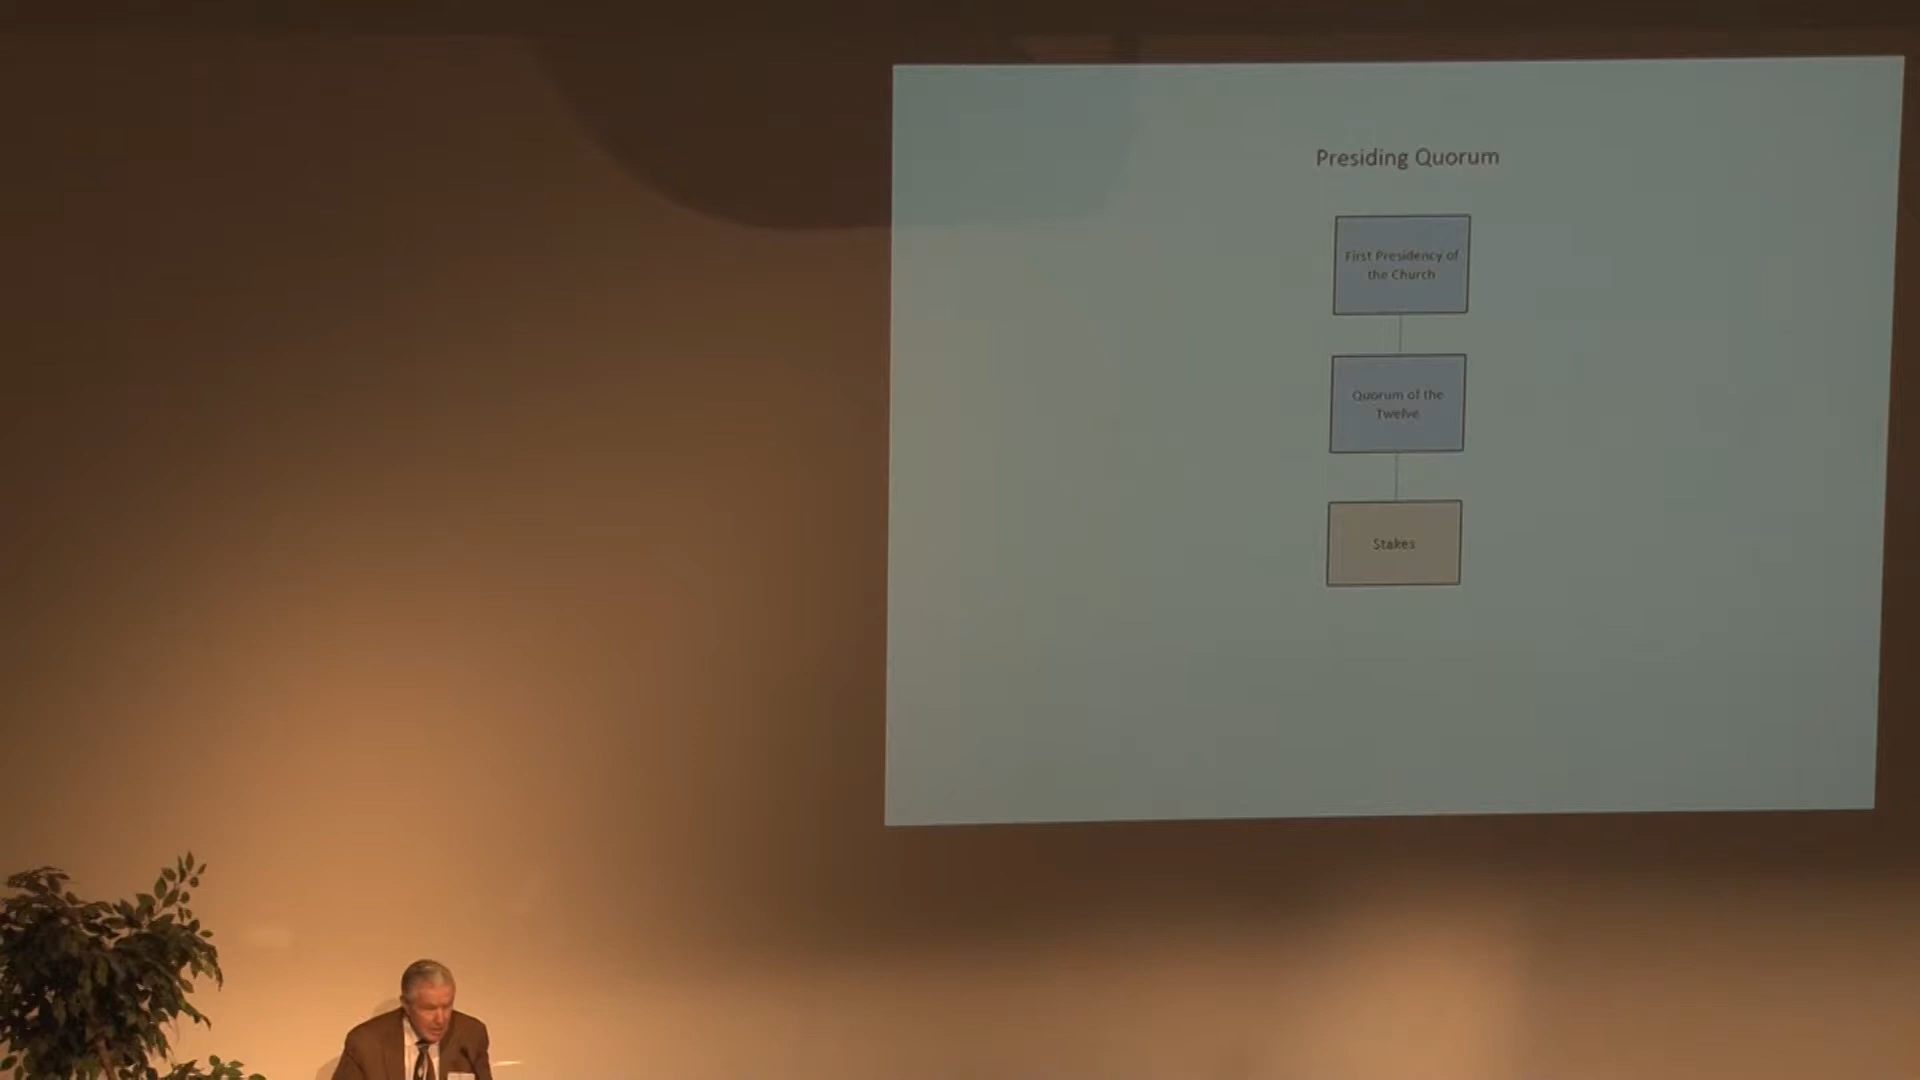 Presiding Quorum
First Presidency of
the Church
Quorum of the
Twelve
Stakes